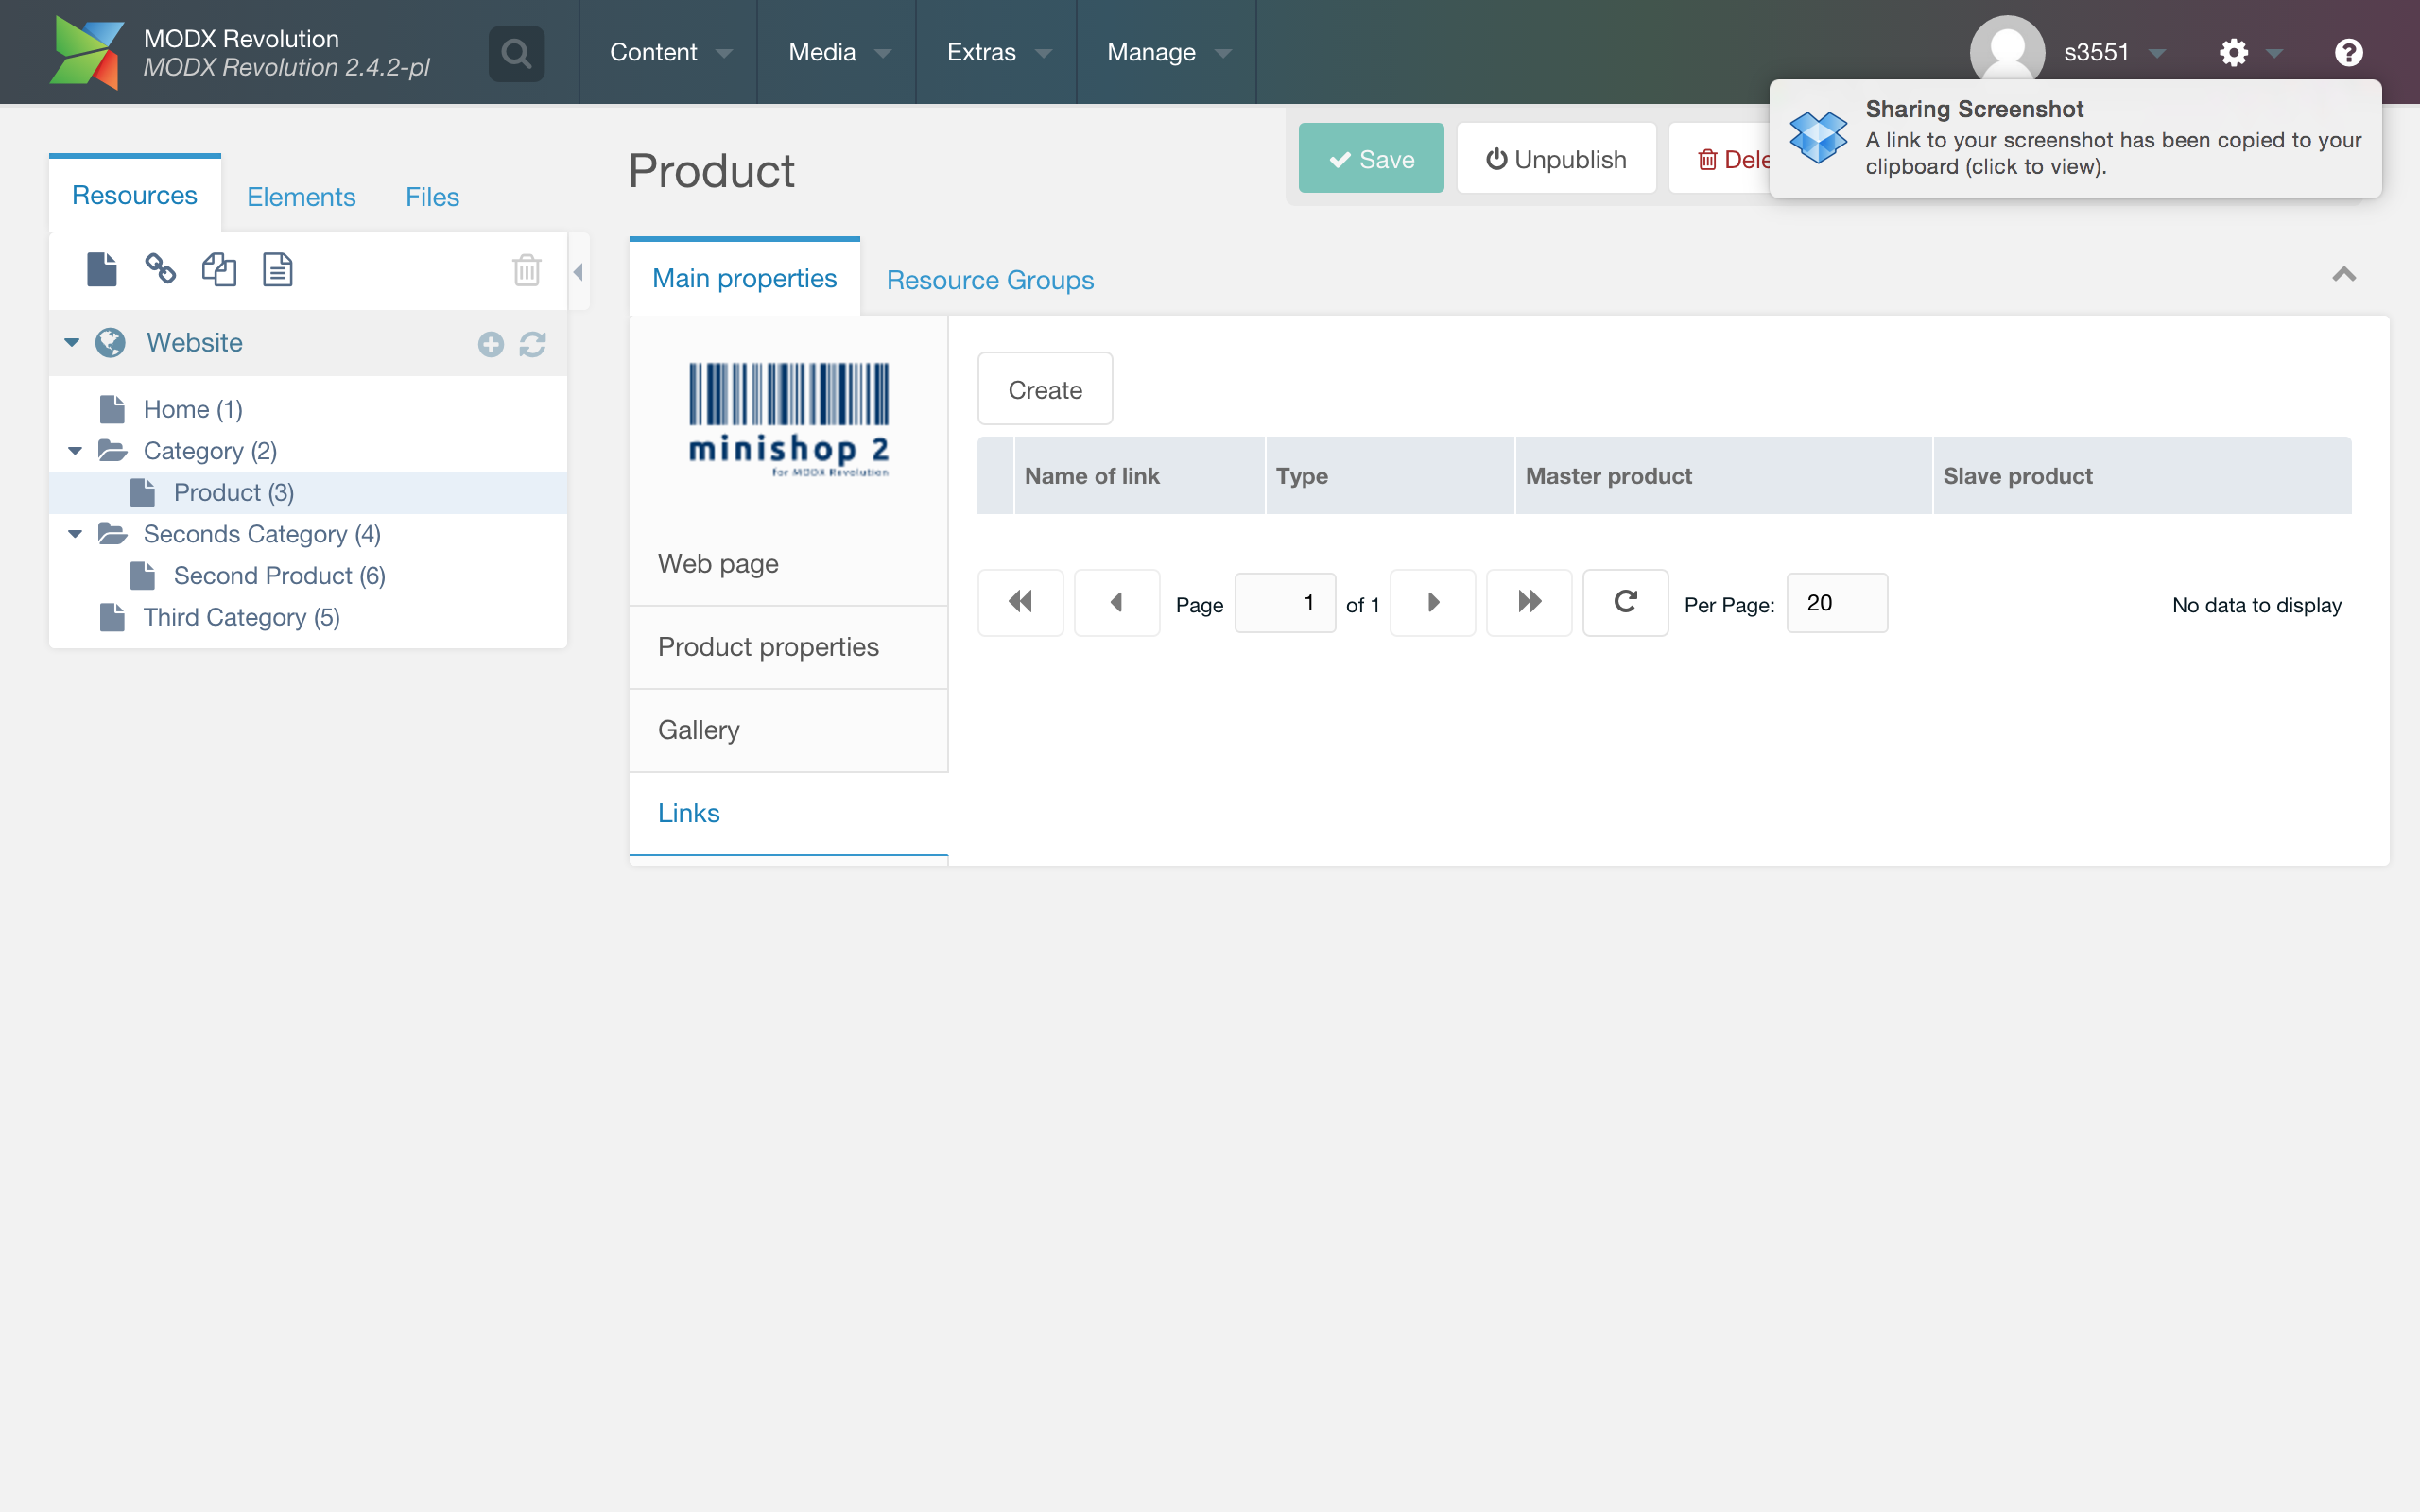 MODX Revolution
MODX Revolution 2.4.2-pl
Content
Media
Extras
Manage
s3551
Sharing Screenshot
A link to your screenshot has been copied to your
clipboard (click to view).
Resources
Elements
Files
Product
Save
Unpublish
Dele
Main properties
Resource Groups
Website
Home (1)
Category (2)
Product (3)
Seconds Category (4)
Second Product (6)
Third Category (5)
minishop 2
for MODX Revolution
Web page
Product properties
Gallery
Links
Create
Name of link
Type
Master product
Slave product
Page
1
of 1
Per Page:
20
No data to display